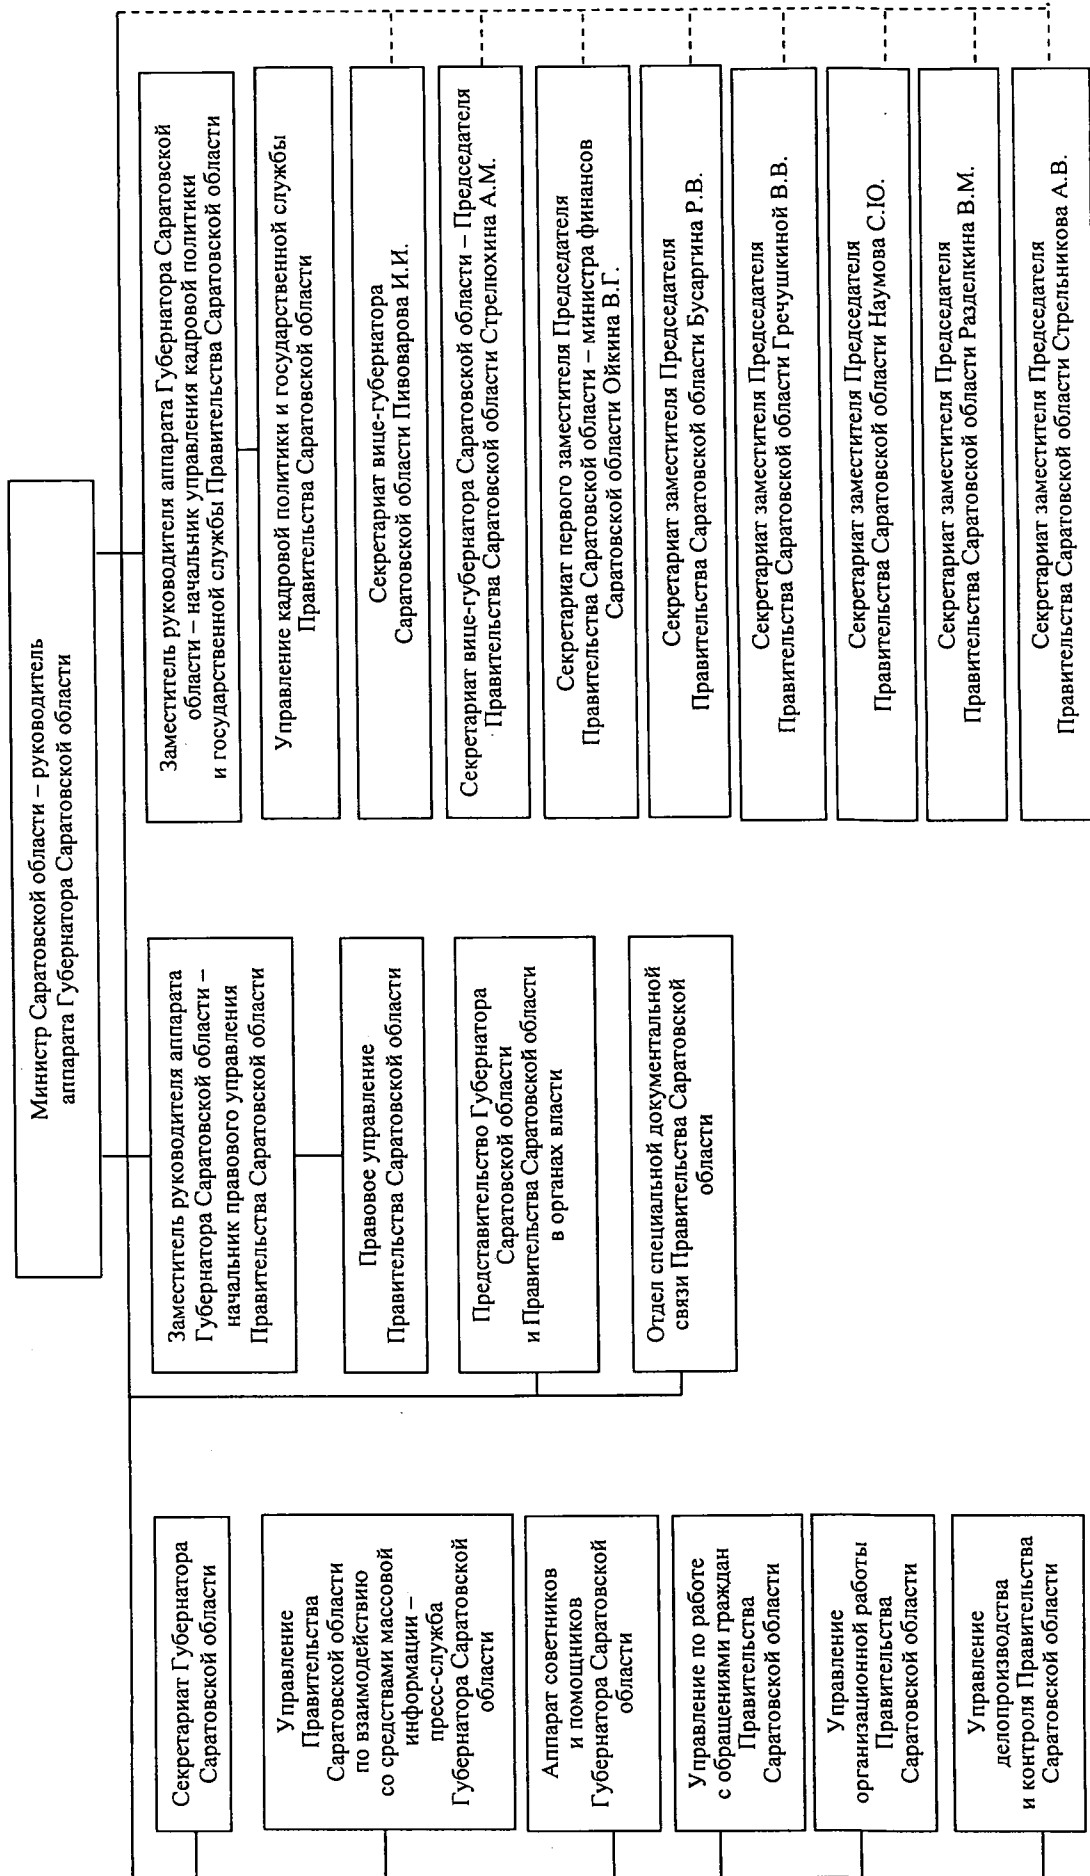 Министр Саратовской области – руководитель
аппарата Губернатора Саратовской области
Секретариат Губернатора
Саратовской области
Управление
Правительства
Саратовской области
по взаимодействию
со средствами массовой
информации –
пресс-служба
Губернатора Саратовской
области
Аппарат советников
и помощников
Губернатора Саратовской
области
Управление по работе
с обращениями граждан
Правительства
Саратовской области
Управление
организационной работы
Правительства
Саратовской области
Управление
делопроизводства
и контроля Правительства
Саратовской области
Заместитель руководителя аппарата
Губернатора Саратовской области –
начальник правового управления
Правительства Саратовской области
Правовое управление
Правительства Саратовской области
Представительство Губернатора
Саратовской области
и Правительства Саратовской области
в органах власти
Отдел специальной документальной
связи Правительства Саратовской
области
Заместитель руководителя аппарата Губернатора Саратовской
области – начальник управления кадровой политики
и государственной службы Правительства Саратовской области
Управление кадровой политики и государственной службы
Правительства Саратовской области
Секретариат вице-губернатора
Саратовской области Пивоварова И.И.
Секретариат вице-губернатора Саратовской области – Председателя
Правительства Саратовской области Стрелюхина А.М.
Секретариат первого заместителя Председателя
Правительства Саратовской области – министра финансов
Саратовской области Ойкина В.Г.
Секретариат заместителя Председателя
Правительства Саратовской области Бусаргина Р.В.
Секретариат заместителя Председателя
Правительства Саратовской области Гречушкиной В.В.
Секретариат заместителя Председателя
Правительства Саратовской области Наумова С.Ю.
Секретариат заместителя Председателя
Правительства Саратовской области Разделкина В.М.
Секретариат заместителя Председателя
Правительства Саратовской области Стрельникова А.В.